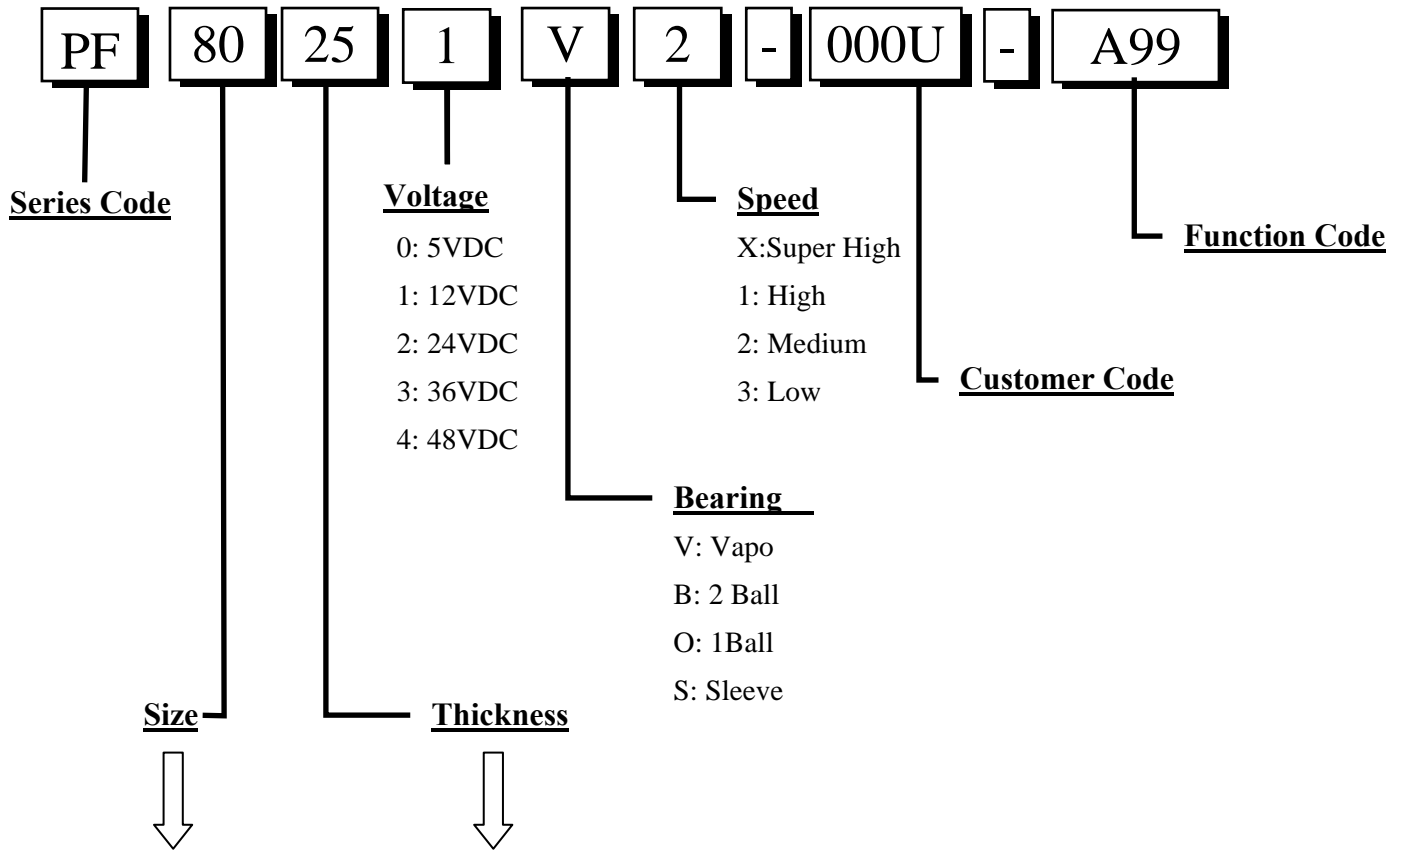 PF 80 25 1 V 2 - 000U - A99
Series Code
Voltage
0: 5VDC
1: 12VDC
2: 24VDC
3: 36VDC
4: 48VDC
Speed
X:Super High
1: High
2: Medium
3: Low
Function Code
Customer Code
Bearing
V: Vapo
B: 2 Ball
O: 1Ball
S: Sleeve
Size
Thickness